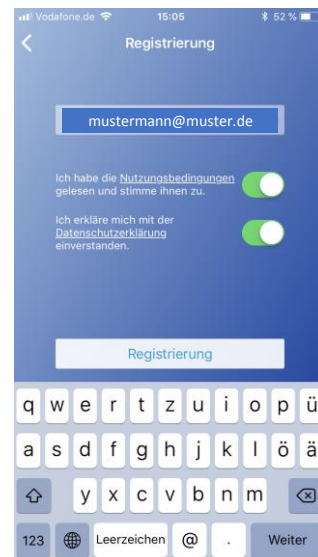 Vodafone.de 15:05 52 %
Registrierung
mustermann@muster.de
Ich habe die Nutzungsbedingungen
gelesen und stimme ihnen zu.
Ich erkläre mich mit der
Datenschutzerklärung
einverstanden.
Registrierung
q w e r t z u i o p ü
a s d f g h j k l ö ä
y x c v b n m
123 Leerzeichen @ . Weiter